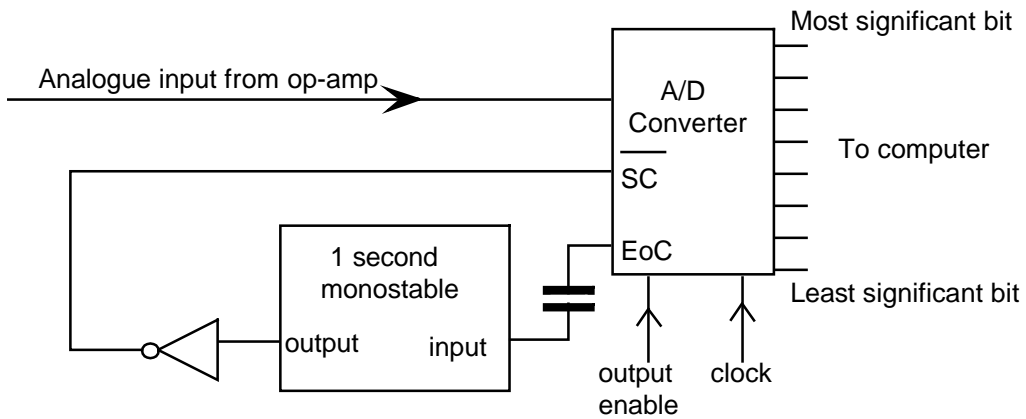 Most significant bit
Analogue input from op-amp
A/D
Converter
To computer
SC
EoC
1 second
monostable
output
input
Least significant bit
output
enable
clock